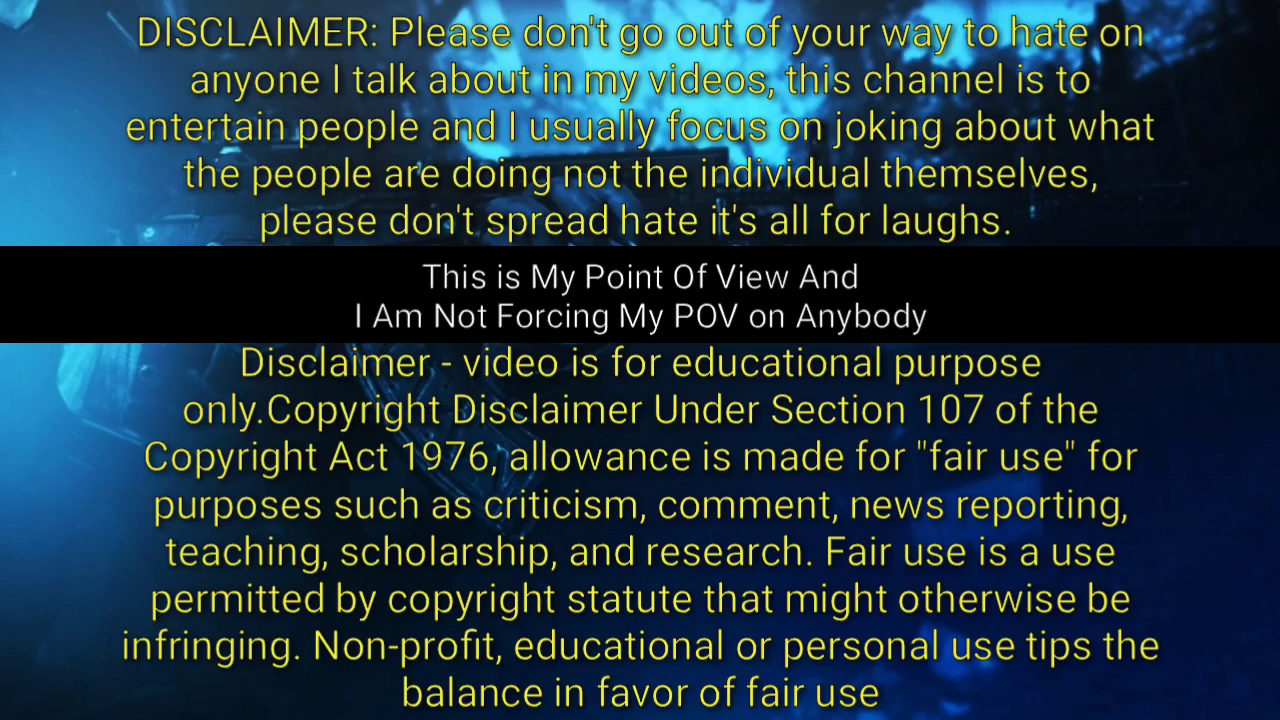 DISCLAIMER: Please don't go out of your way to hate on
anyone I talk about in my videos, this channel is to
entertain people and I usually focus on joking about what
the people are doing not the individual themselves,
please don't spread hate it's all for laughs.
This is My Point Of View And
I Am Not Forcing My POV on Anybody
Disclaimer - video is for educational purpose
only.Copyright Disclaimer Under Section 107 of the
Copyright Act 1976, allowance is made for "fair use" for
purposes such as criticism, comment, news reporting,
teaching, scholarship, and research. Fair use is a use
permitted by copyright statute that might otherwise be
infringing. Non-profit, educational or personal use tips the
balance in favor of fair use